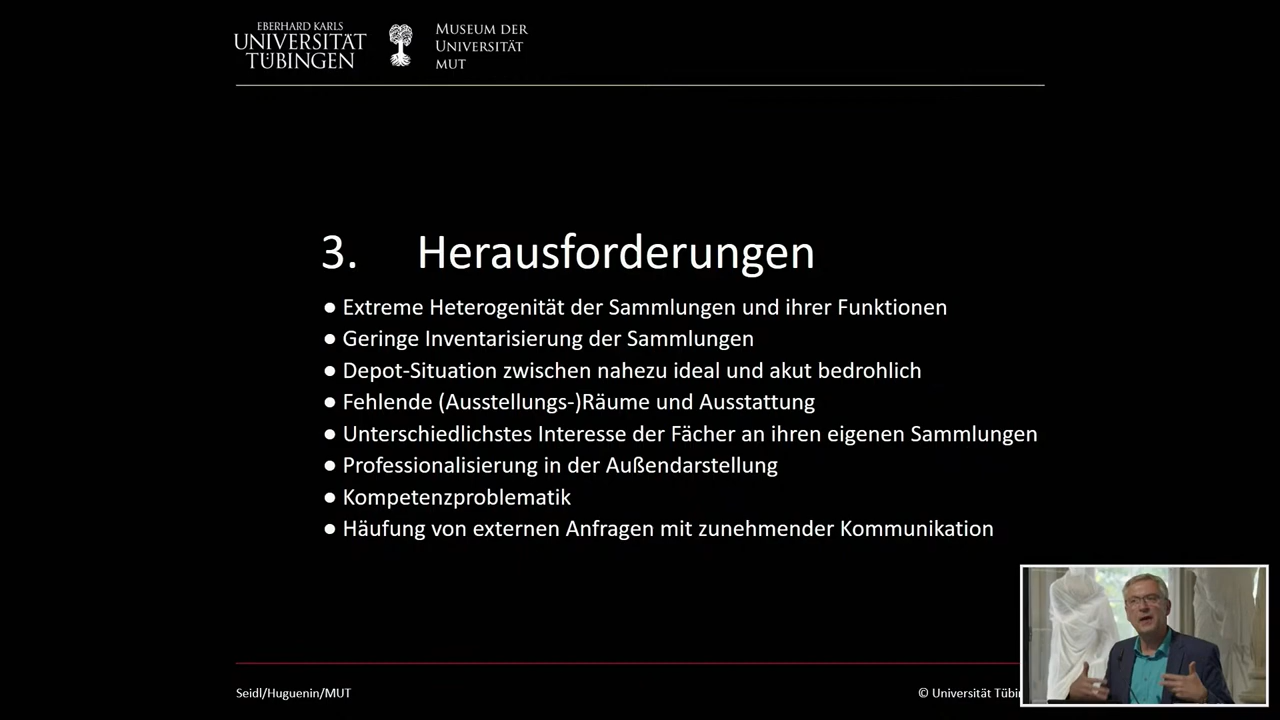 EBERHARD KARLS
UNIVERSITÄT
TÜBINGEN
MUSEUM DER
UNIVERSITÄT
MUT
3. Herausforderungen
● Extreme Heterogenität der Sammlungen und ihrer Funktionen
● Geringe Inventarisierung der Sammlungen
● Depot-Situation zwischen nahezu ideal und akut bedrohlich
● Fehlende (Ausstellungs-)Räume und Ausstattung
● Unterschiedlichstes Interesse der Fächer an ihren eigenen Sammlungen
● Professionalisierung in der Außendarstellung
● Kompetenzproblematik
● Häufung von externen Anfragen mit zunehmender Kommunikation
Seidl/Huguenin/MUT
© Universität